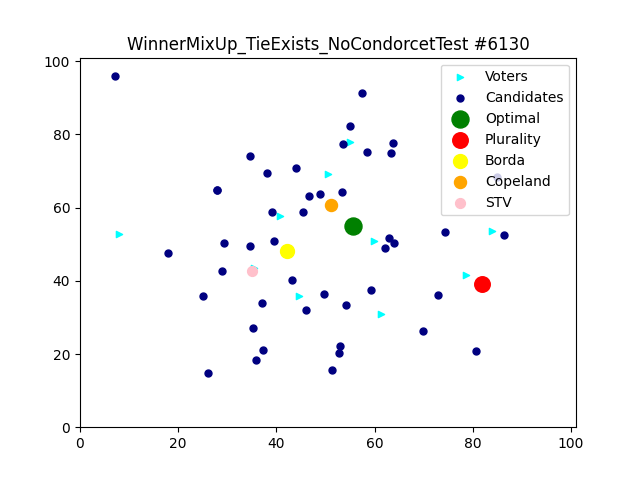 WinnerMixUp_TieExists_NoCondorcetTest #6130
100
80
60
40
20
0
0
20
40
60
80
100
Voters
Candidates
Optimal
Plurality
Borda
Copeland
STV